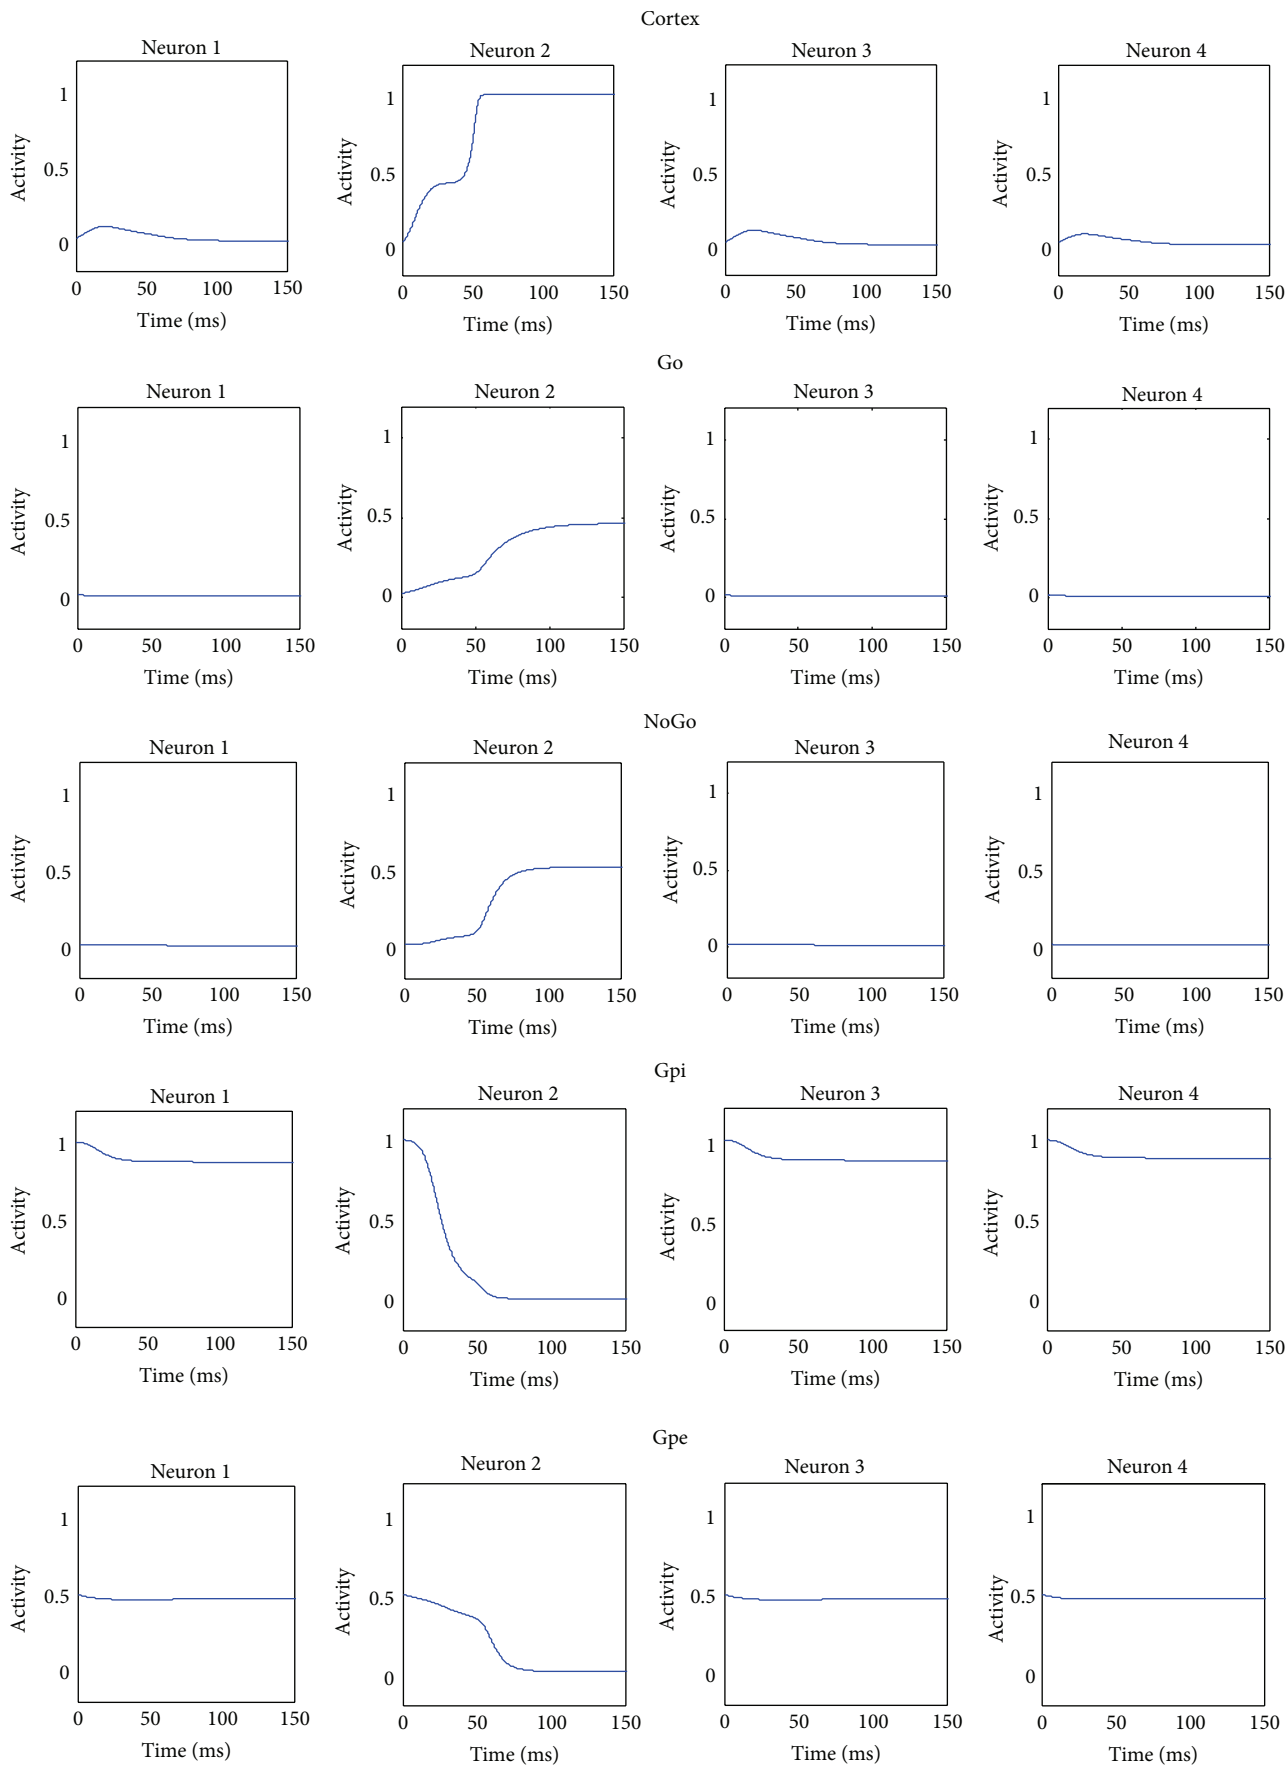 Cortex
Neuron 1 Neuron 2 Neuron 3 Neuron 4
1 1 1 1
Activity Activity Activity Activity
0.5 0.5 0.5 0.5
0 0 0 0
0 50 100 150 0 50 100 150 0 50 100 150 0 50 100 150
Time (ms) Time (ms) Time (ms) Time (ms)
Go
Neuron 1 Neuron 2 Neuron 3 Neuron 4
1 1 1 1
Activity Activity Activity Activity
0.5 0.5 0.5 0.5
0 0 0 0
0 50 100 150 0 50 100 150 0 50 100 150 0 50 100 150
Time (ms) Time (ms) Time (ms) Time (ms)
NoGo
Neuron 1 Neuron 2 Neuron 3 Neuron 4
1 1 1 1
Activity Activity Activity Activity
0.5 0.5 0.5 0.5
0 0 0 0
0 50 100 150 0 50 100 150 0 50 100 150 0 50 100 150
Time (ms) Time (ms) Time (ms) Time (ms)
Gpi
Neuron 1 Neuron 2 Neuron 3 Neuron 4
1 1 1 1
Activity Activity Activity Activity
0.5 0.5 0.5 0.5
0 0 0 0
0 50 100 150 0 50 100 150 0 50 100 150 0 50 100 150
Time (ms) Time (ms) Time (ms) Time (ms)
Gpe
Neuron 1 Neuron 2 Neuron 3 Neuron 4
1 1 1 1
Activity Activity Activity Activity
0.5 0.5 0.5 0.5
0 0 0 0
0 50 100 150 0 50 100 150 0 50 100 150 0 50 100 150
Time (ms) Time (ms) Time (ms) Time (ms)